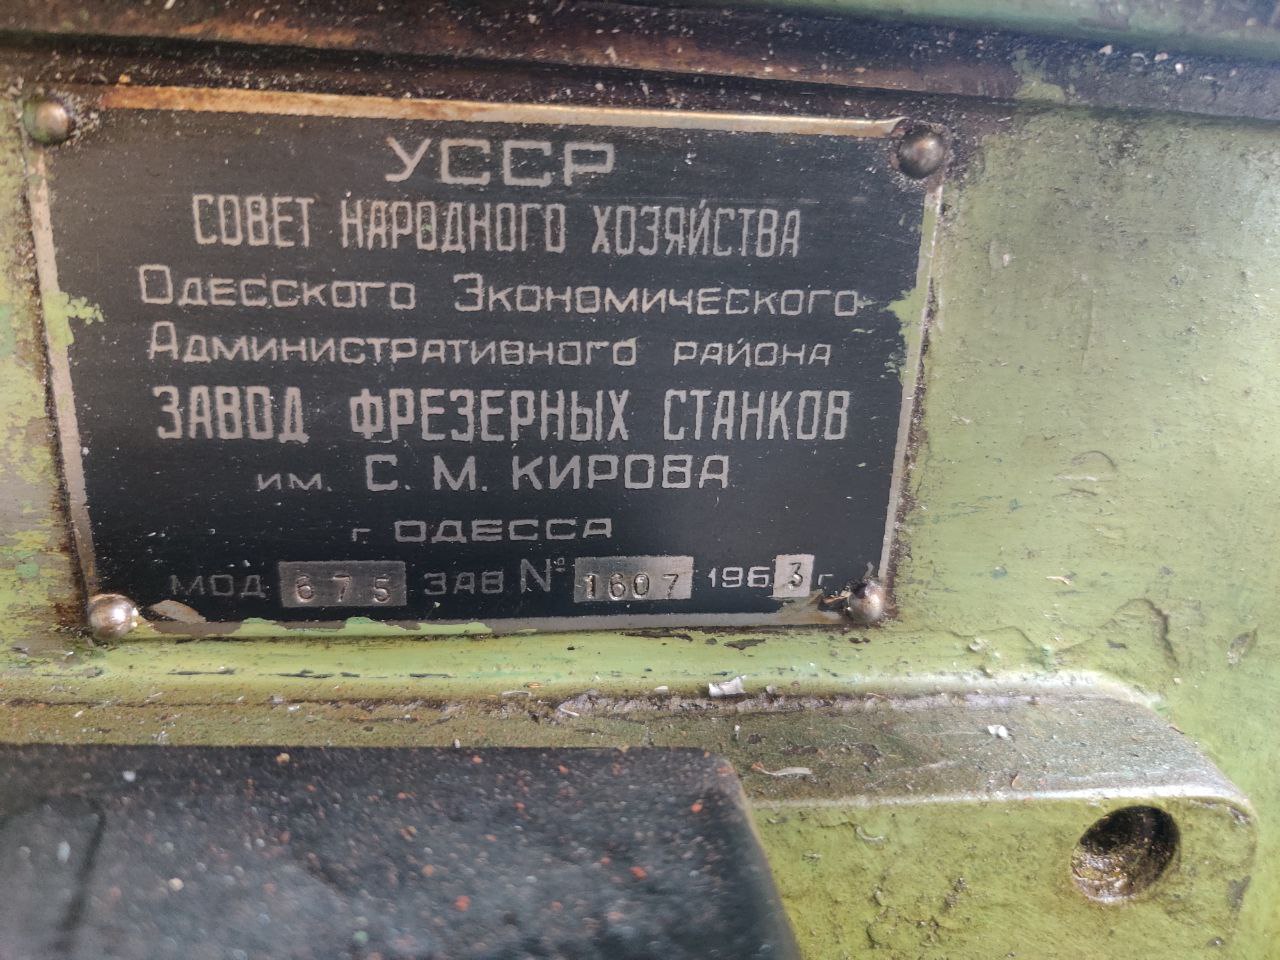 УССР
СОВЕТ НАРОДНОГО ХОЗЯЙСТВА
ОДЕССКОГО ЭКОНОМИЧЕСКОГО
АДМИНИСТРАТИВНОГО РАЙОНА
ЗАВОД ФРЕЗЕРНЫХ СТАНКОВ
ИМ. С. М. КИРОВА
Г ОДЕССА
МОД 675 ЗАВ № 1607 1963 Г